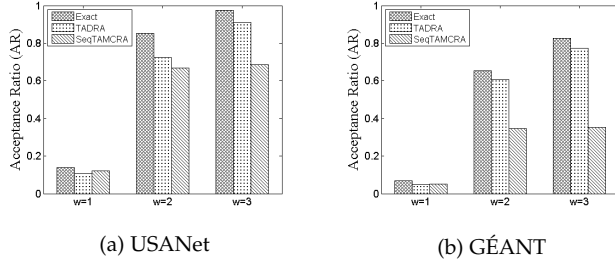 1
0.8
0.6
0.4
0.2
0
Acceptance Ratio (AR)
Exact
TADRA
SeqTAMCRA
w=1 w=2 w=3
(a) USANet
1
0.8
0.6
0.4
0.2
0
Acceptance Ratio (AR)
Exact
TADRA
SeqTAMCRA
w=1 w=2 w=3
(b) GÉANT